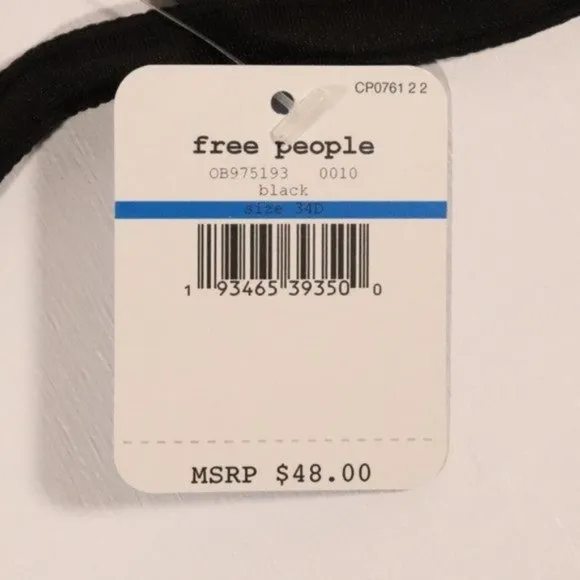 CP0761 2 2
free people
OB975193 0010
black
size 34D
1 93465 39350 0
MSRP $48.00